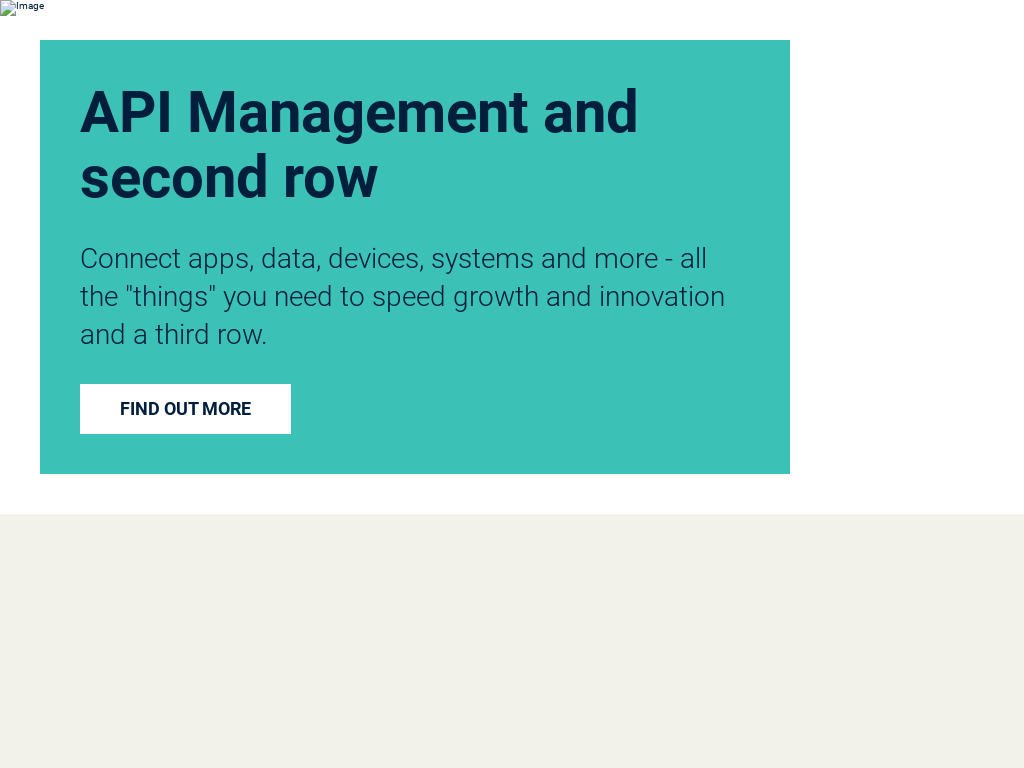 Image
API Management and
second row
Connect apps, data, devices, systems and more - all
the "things" you need to speed growth and innovation
and a third row.
FIND OUT MORE